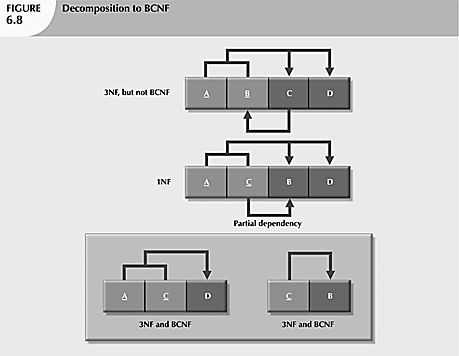 FIGURE
6.8
Decomposition to BCNF
3NF, but not BCNF
A B C D
1NF
A C B D
Partial dependency
A C D
C B
3NF and BCNF
3NF and BCNF